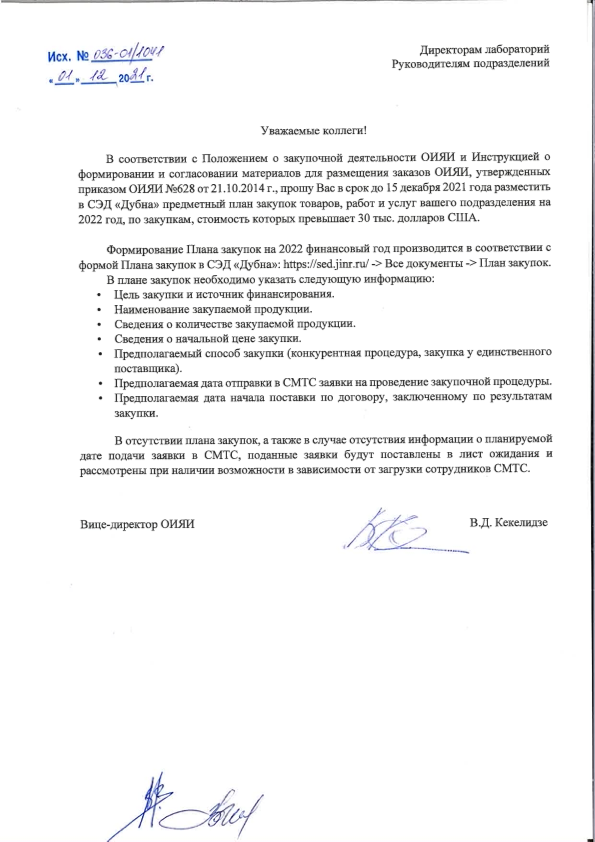 Исх. № 036-01/1041
«01» 12 2021 г.
Директорам лабораторий
Руководителям подразделений
Уважаемые коллеги!
В соответствии с Положением о закупочной деятельности ОИЯИ и Инструкцией о
формировании и согласовании материалов для размещения заказов ОИЯИ, утвержденных
приказом ОИЯИ №628 от 21.10.2014 г., прошу Вас в срок до 15 декабря 2021 года разместить
в СЭД «Дубна» предметный план закупок товаров, работ и услуг вашего подразделения на
2022 год, по закупкам, стоимость которых превышает 30 тыс. долларов США.
Формирование Плана закупок на 2022 финансовый год производится в соответствии с
формой Плана закупок в СЭД «Дубна»: https://sed.jinr.ru/ -> Все документы -> План закупок.
В плане закупок необходимо указать следующую информацию:
• Цель закупки и источник финансирования.
• Наименование закупаемой продукции.
• Сведения о количестве закупаемой продукции.
• Сведения о начальной цене закупки.
• Предполагаемый способ закупки (конкурентная процедура, закупка у единственного
поставщика).
• Предполагаемая дата отправки в СМТС заявки на проведение закупочной процедуры.
• Предполагаемая дата начала поставки по договору, заключенному по результатам
закупки.
В отсутствии плана закупок, а также в случае отсутствия информации о планируемой
дате подачи заявки в СМТС, поданные заявки будут поставлены в лист ожидания и
рассмотрены при наличии возможности в зависимости от загрузки сотрудников СМТС.
Вице-директор ОИЯИ
В.Д. Кекелидзе